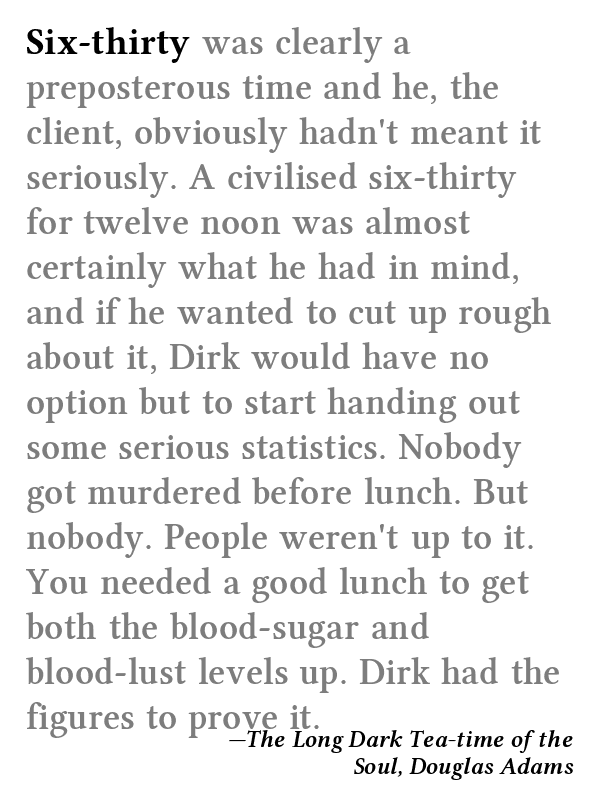 Six-thirty was clearly a
preposterous time and he, the
client, obviously hadn't meant it
seriously. A civilised six-thirty
for twelve noon was almost
certainly what he had in mind,
and if he wanted to cut up rough
about it, Dirk would have no
option but to start handing out
some serious statistics. Nobody
got murdered before lunch. But
nobody. People weren't up to it.
You needed a good lunch to get
both the blood-sugar and
blood-lust levels up. Dirk had the
figures to prove it.
—The Long Dark Tea-time of the
Soul, Douglas Adams